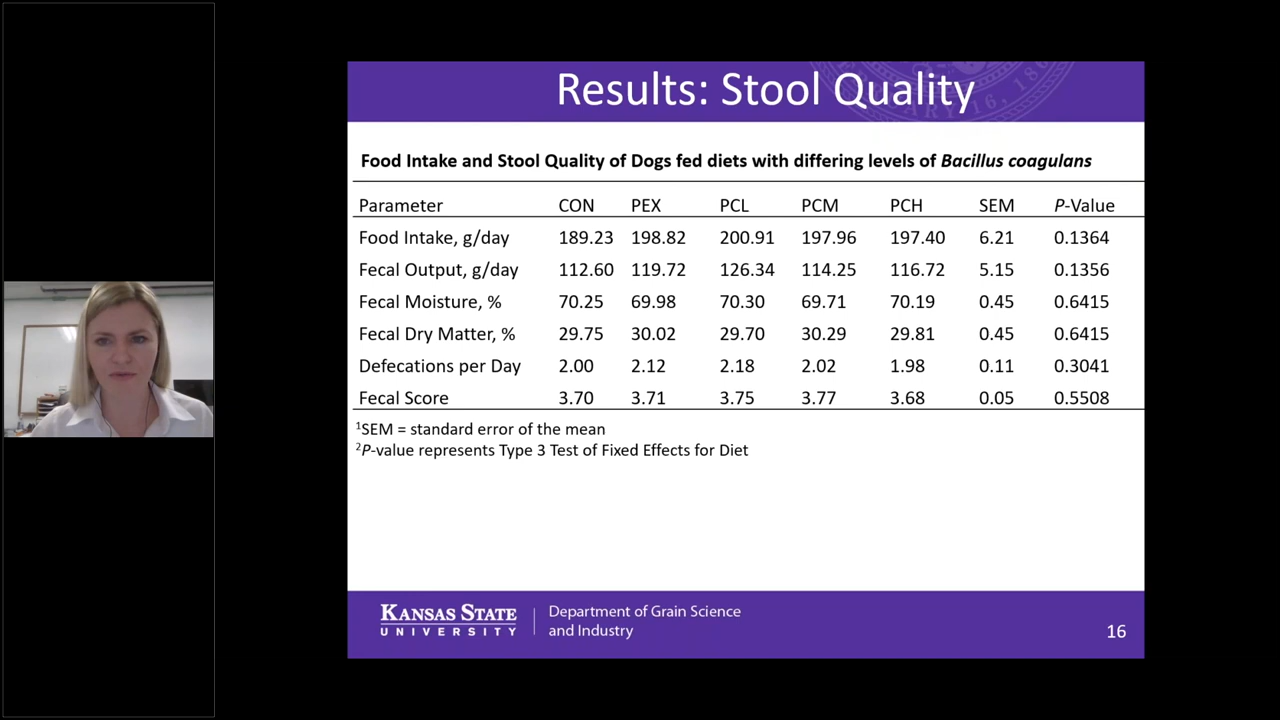 Results: Stool Quality
Food Intake and Stool Quality of Dogs fed diets with differing levels of Bacillus coagulans
Parameter CON PEX PCL PCM PCH SEM P-Value
Food Intake, g/day 189.23 198.82 200.91 197.96 197.40 6.21 0.1364
Fecal Output, g/day 112.60 119.72 126.34 114.25 116.72 5.15 0.1356
Fecal Moisture, % 70.25 69.98 70.30 69.71 70.19 0.45 0.6415
Fecal Dry Matter, % 29.75 30.02 29.70 30.29 29.81 0.45 0.6415
Defecations per Day 2.00 2.12 2.18 2.02 1.98 0.11 0.3041
Fecal Score 3.70 3.71 3.75 3.77 3.68 0.05 0.5508
1SEM = standard error of the mean
2P-value represents Type 3 Test of Fixed Effects for Diet
KANSAS STATE
UNIVERSITY
Department of Grain Science
and Industry
16